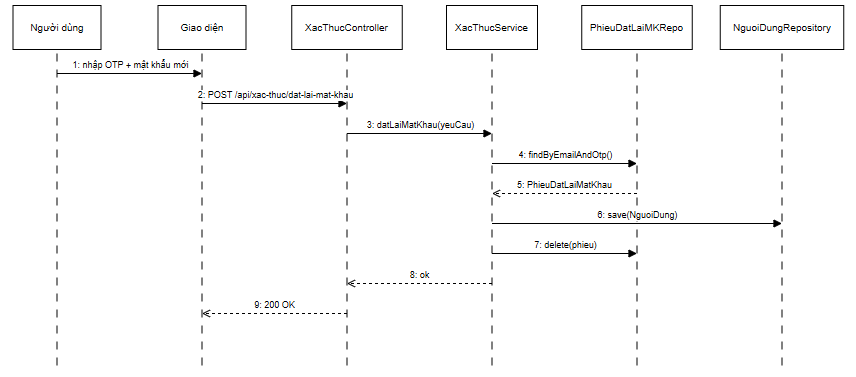 Người dùng
Giao diện
XacThucController
XacThucService
PhieuDatLaiMKRepo
NguoiDungRepository
1: nhập OTP + mật khẩu mới
2: POST /api/xac-thuc/dat-lai-mat-khau
3: datLaiMatKhau(yeuCau)
4: findByEmailAndOtp()
5: PhieuDatLaiMatKhau
6: save(NguoiDung)
7: delete(phieu)
8: ok
9: 200 OK